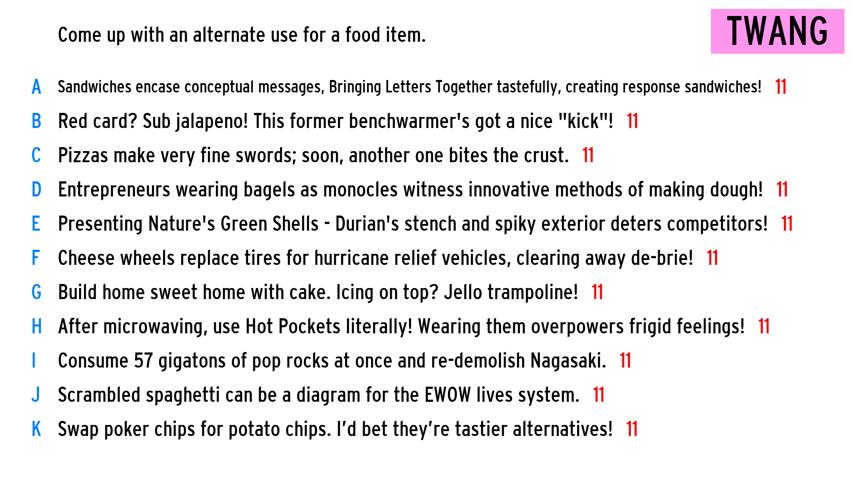 Come up with an alternate use for a food item.
TWANG
A Sandwiches encase conceptual messages, Bringing Letters Together tastefully, creating response sandwiches! 11
B Red card? Sub jalapeno! This former benchwarmer's got a nice "kick"! 11
C Pizzas make very fine swords; soon, another one bites the crust. 11
D Entrepreneurs wearing bagels as monocles witness innovative methods of making dough! 11
E Presenting Nature's Green Shells - Durian's stench and spiky exterior deters competitors! 11
F Cheese wheels replace tires for hurricane relief vehicles, clearing away de-brie! 11
G Build home sweet home with cake. Icing on top? Jello trampoline! 11
H After microwaving, use Hot Pockets literally! Wearing them overpowers frigid feelings! 11
I Consume 57 gigatons of pop rocks at once and re-demolish Nagasaki. 11
J Scrambled spaghetti can be a diagram for the EWOW lives system. 11
K Swap poker chips for potato chips. I'd bet they're tastier alternatives! 11